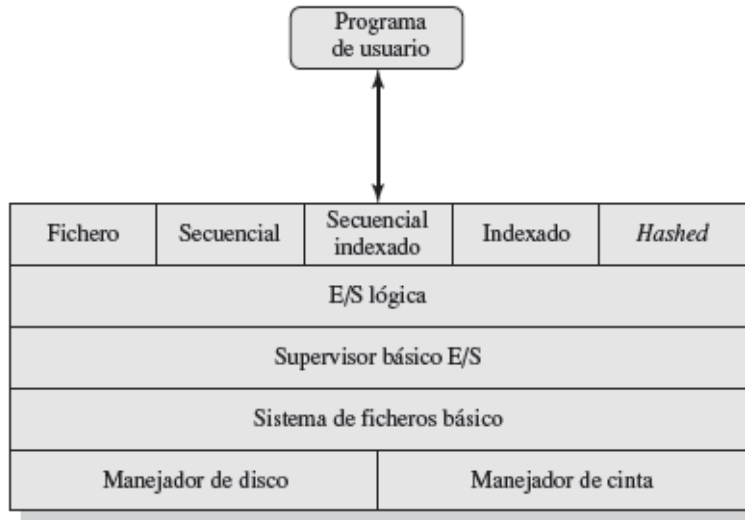 Programa
de usuario
Fichero
Secuencial
Secuencial
indexado
Indexado
Hashed
E/S lógica
Supervisor básico E/S
Sistema de ficheros básico
Manejador de disco
Manejador de cinta